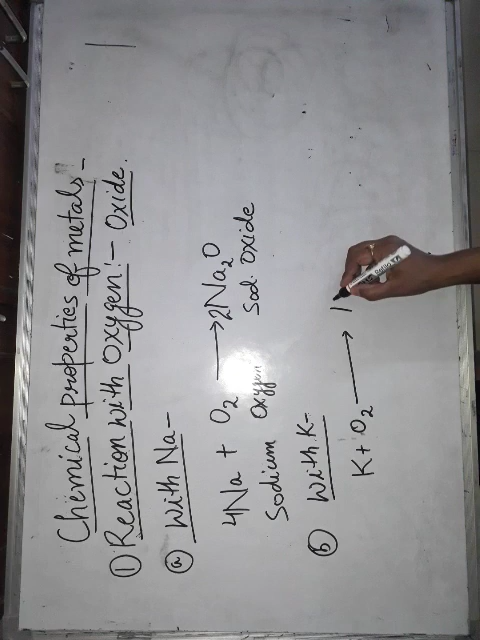 Chemical properties of metals-
① Reaction with Oxygen:- Oxide.
ⓐ With Na-
4Na + O₂ ⟶ 2Na₂O
Sodium Oxygen Sod. Oxide
ⓑ With K-
K + O₂ ⟶